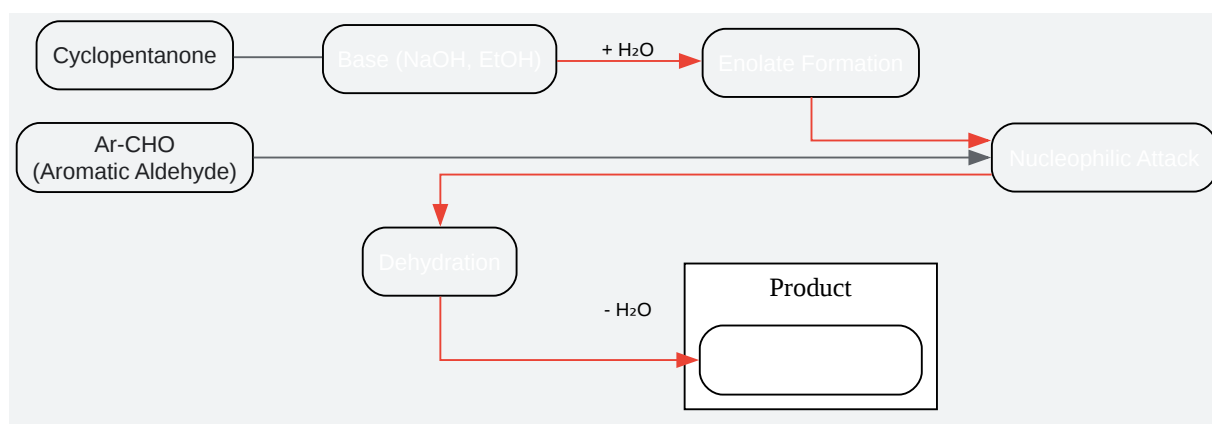 Cyclopentanone
Base (NaOH, EtOH)
+ H₂O
Enolate Formation
Ar-CHO
(Aromatic Aldehyde)
Nucleophilic Attack
Dehydration
Product
- H₂O